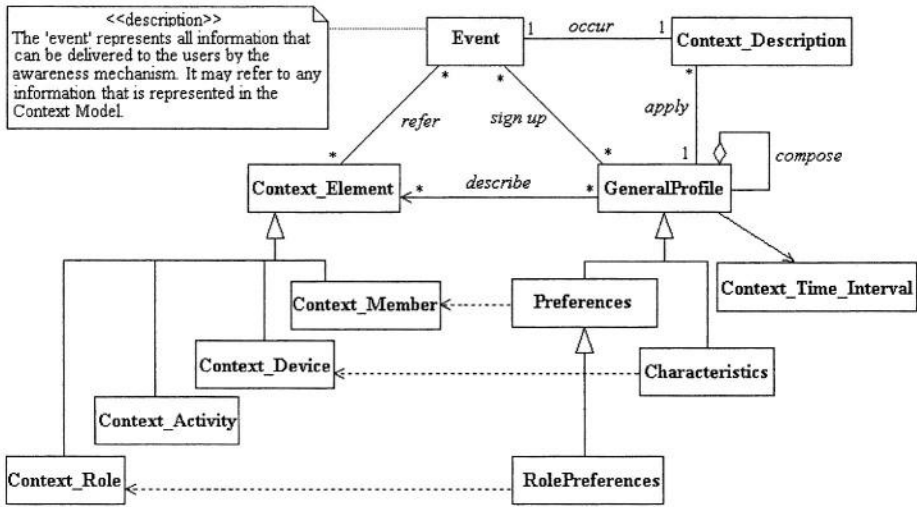 <<description>>
The 'event' represents all information that
can be delivered to the users by the
awareness mechanism. It may refer to any
information that is represented in the
Context Model.
Event
1
occur
1
Context_Description
*
*
*
refer
sign up
apply
*
*
1
compose
Context_Element
*
describe
*
GeneralProfile
Context_Time_Interval
Context_Member
Preferences
Context_Device
Characteristics
Context_Activity
Context_Role
RolePreferences